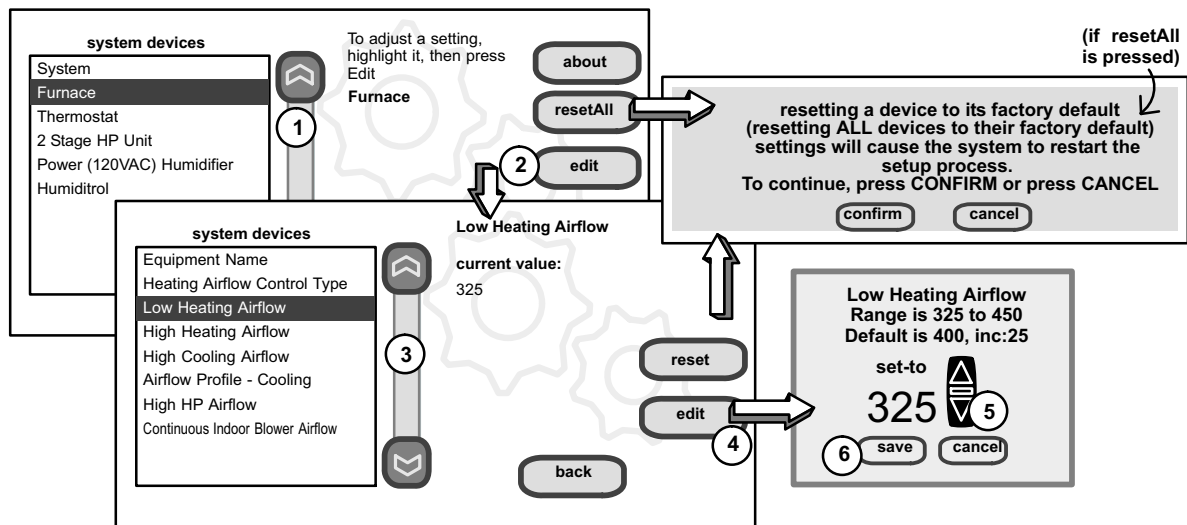 system devices
System
Furnace
Thermostat
2 Stage HP Unit
Power (120VAC) Humidifier
Humiditrol
1
To adjust a setting,
highlight it, then press
Edit
Furnace
about
resetAll
2
edit
(if resetAll
is pressed)
resetting a device to its factory default
(resetting ALL devices to their factory default)
settings will cause the system to restart the
setup process.
To continue, press CONFIRM or press CANCEL
confirm
cancel
system devices
Equipment Name
Heating Airflow Control Type
Low Heating Airflow
High Heating Airflow
High Cooling Airflow
Airflow Profile - Cooling
High HP Airflow
Continuous Indoor Blower Airflow
3
Low Heating Airflow
current value:
325
reset
edit
4
back
Low Heating Airflow
Range is 325 to 450
Default is 400, inc:25
set-to
325
5
6
save
cancel